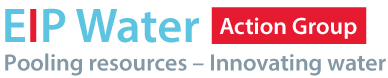 EIP Water Action Group
Pooling resources – Innovating water